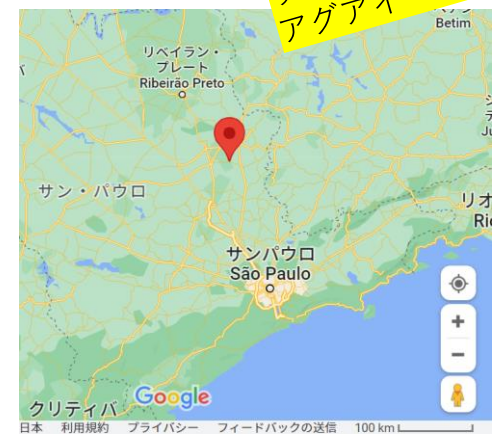 アグアイ
Betim
リベイラン・
プレート
Ribeirão Preto
サン・パウロ
リオ
サンパウロ
São Paulo
クリティバ
Google
日本 利用規約 プライバシー フィードバックの送信 100 km